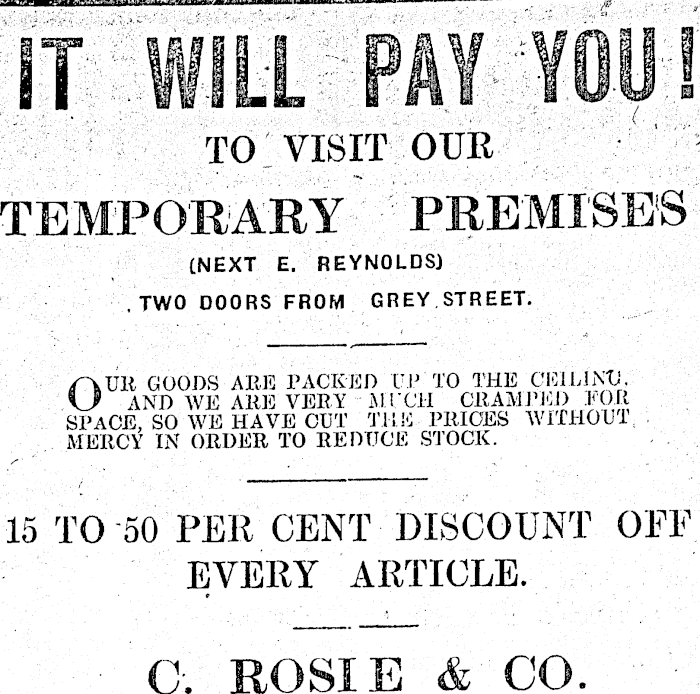 IT WILL PAY YOU!
TO VISIT OUR
TEMPORARY PREMISES
(NEXT E. REYNOLDS)
TWO DOORS FROM GREY STREET.
OUR GOODS ARE PACKED UP TO THE CEILING,
AND WE ARE VERY MUCH CRAMPED FOR
SPACE, SO WE HAVE CUT THE PRICES WITHOUT
MERCY IN ORDER TO REDUCE STOCK.
15 TO 50 PER CENT DISCOUNT OFF
EVERY ARTICLE.
C. ROSIE & CO.